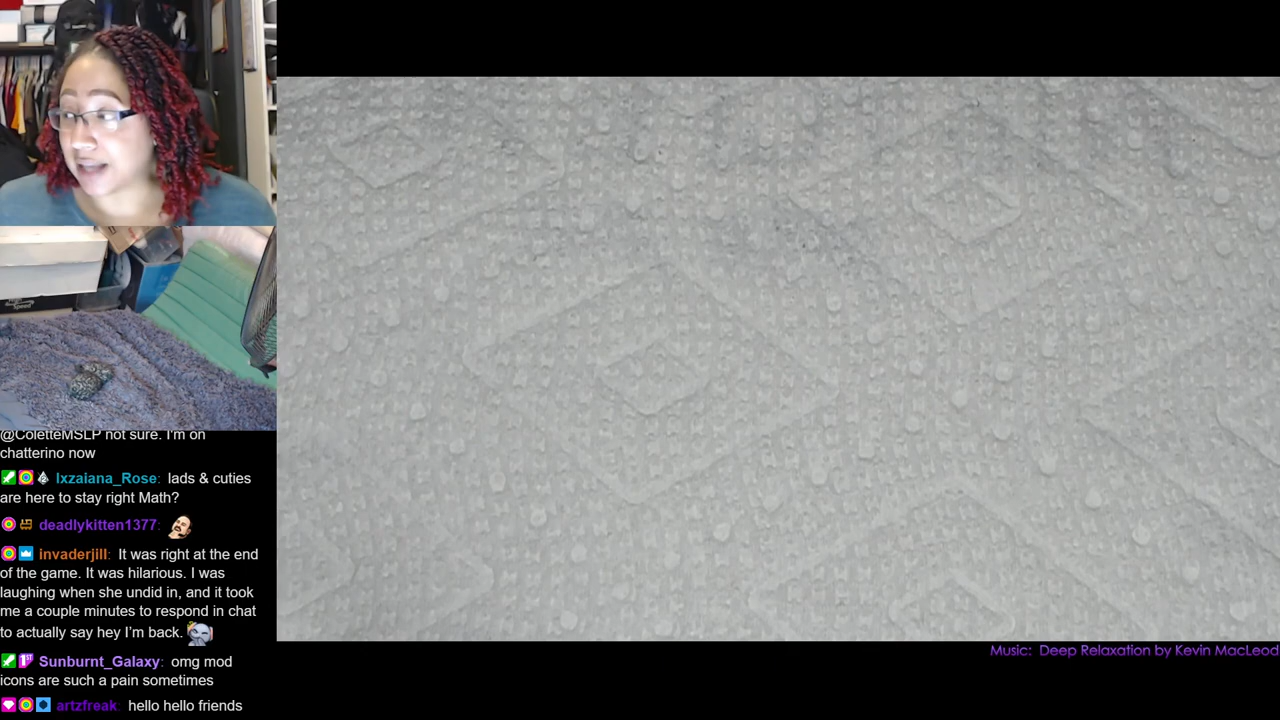 @ColetteMSLP not sure. I'm on
chatterino now
Ixzaiana_Rose: lads & cuties
are here to stay right Math?
deadlykitten1377:
invaderjill: It was right at the end
of the game. It was hilarious. I was
laughing when she undid in, and it took
me a couple minutes to respond in chat
to actually say hey I'm back.
Sunburnt_Galaxy: omg mod
icons are such a pain sometimes
artzfreak: hello hello friends
Music: Deep Relaxation by Kevin MacLeod